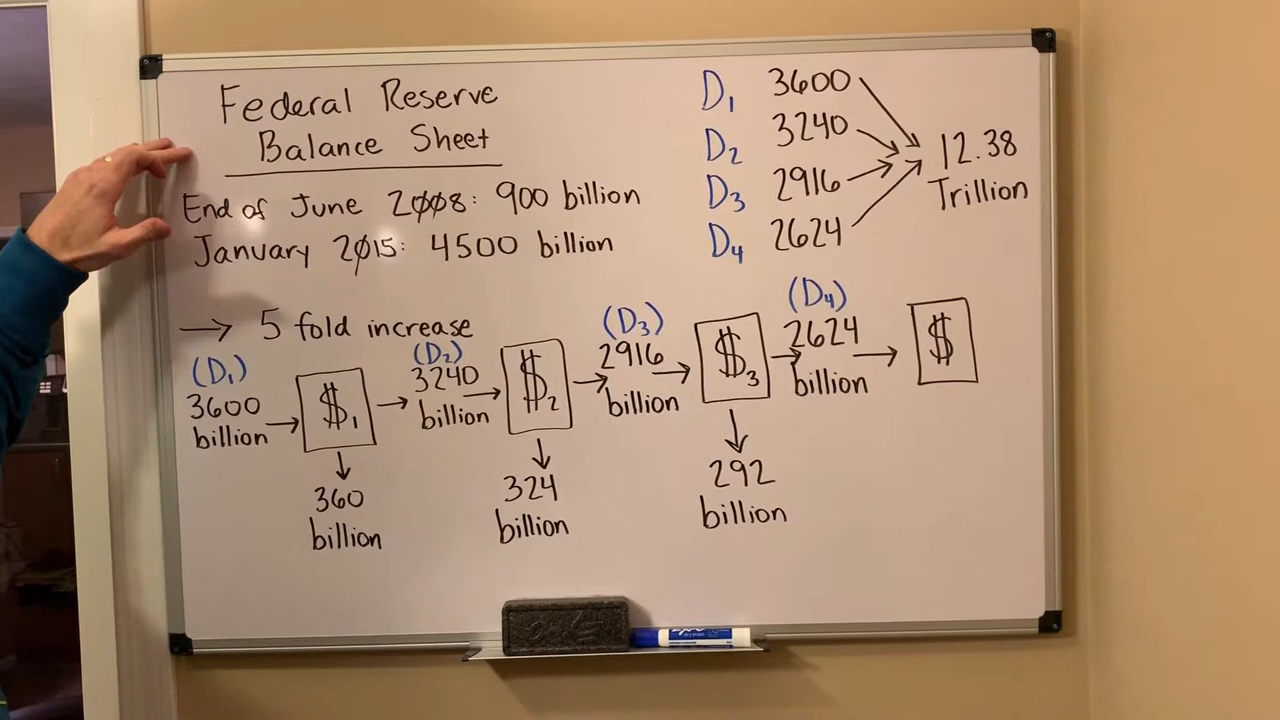 Federal Reserve
Balance Sheet
End of June 2008: 900 billion
January 2015: 4500 billion
→ 5 fold increase
D1 3600
D2 3240
D3 2916
D4 2624
12.38
Trillion
(D1)
3600
billion
$1
360
billion
(D2)
3240
billion
$2
324
billion
(D3)
2916
billion
$3
292
billion
(D4)
2624
billion
$
EXPO